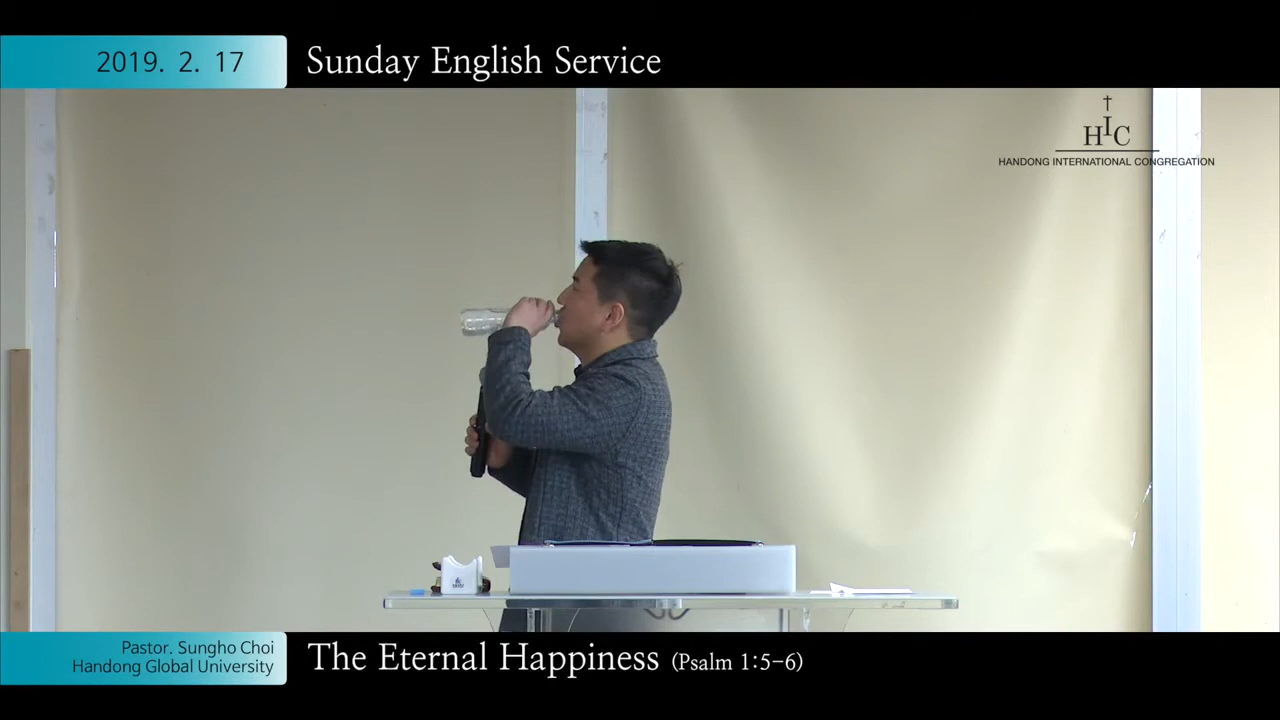 2019. 2. 17
Sunday English Service
HIC
HANDONG INTERNATIONAL CONGREGATION
Pastor. Sungho Choi
Handong Global University
The Eternal Happiness (Psalm 1:5-6)